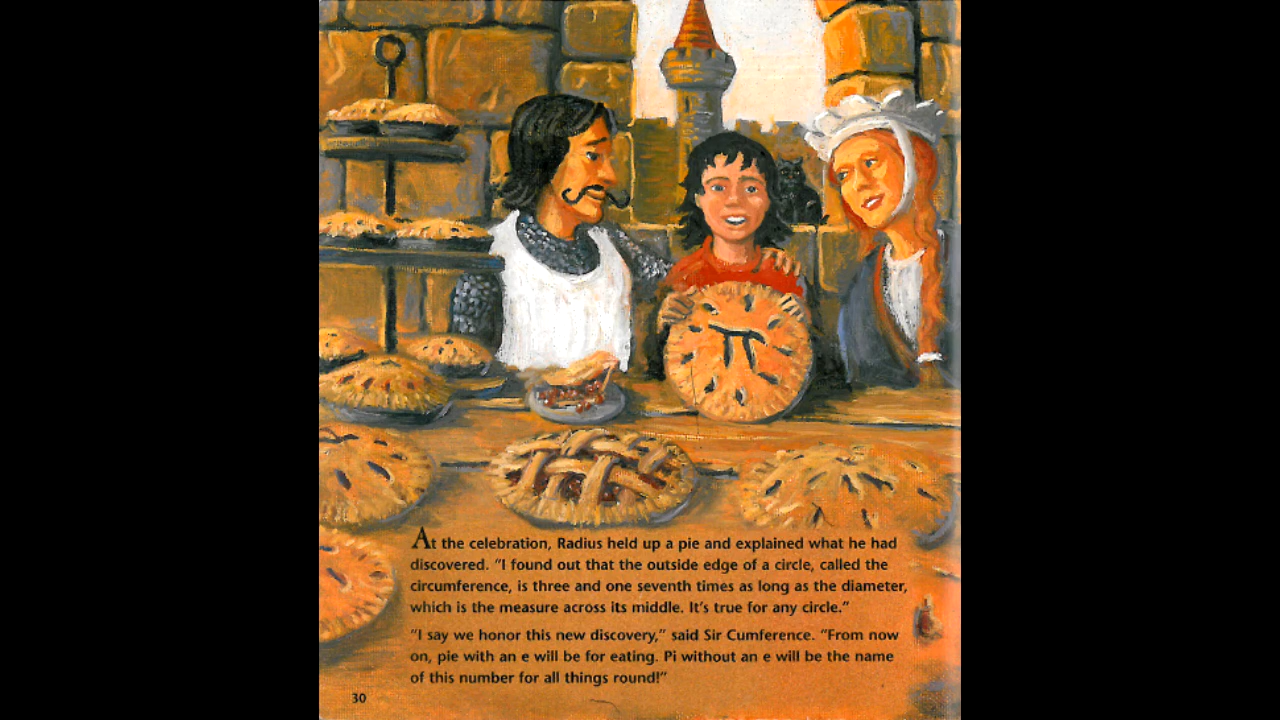 π
At the celebration, Radius held up a pie and explained what he had
discovered. "I found out that the outside edge of a circle, called the
circumference, is three and one seventh times as long as the diameter,
which is the measure across its middle. It's true for any circle."
"I say we honor this new discovery," said Sir Cumference. "From now
on, pie with an e will be for eating. Pi without an e will be the name
of this number for all things round!"
30